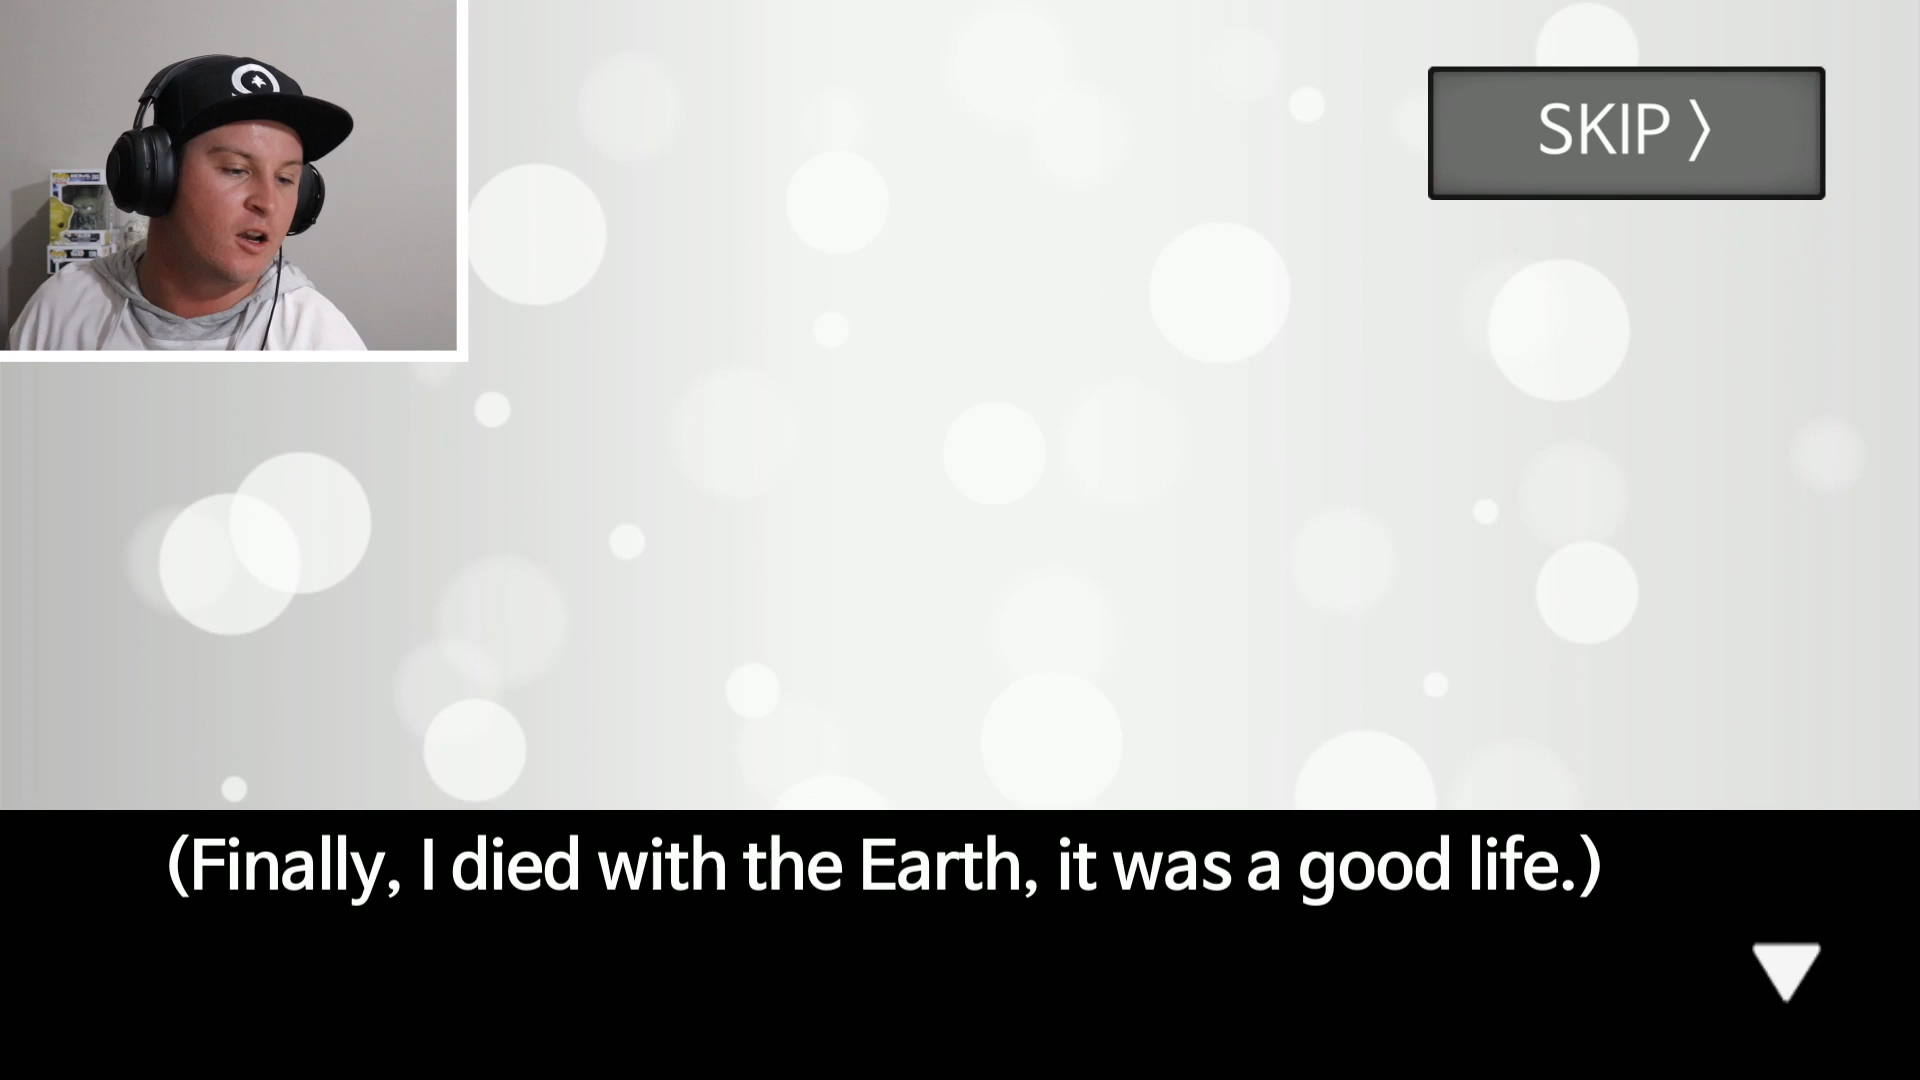 SKIP 〉
(Finally, I died with the Earth, it was a good life.)